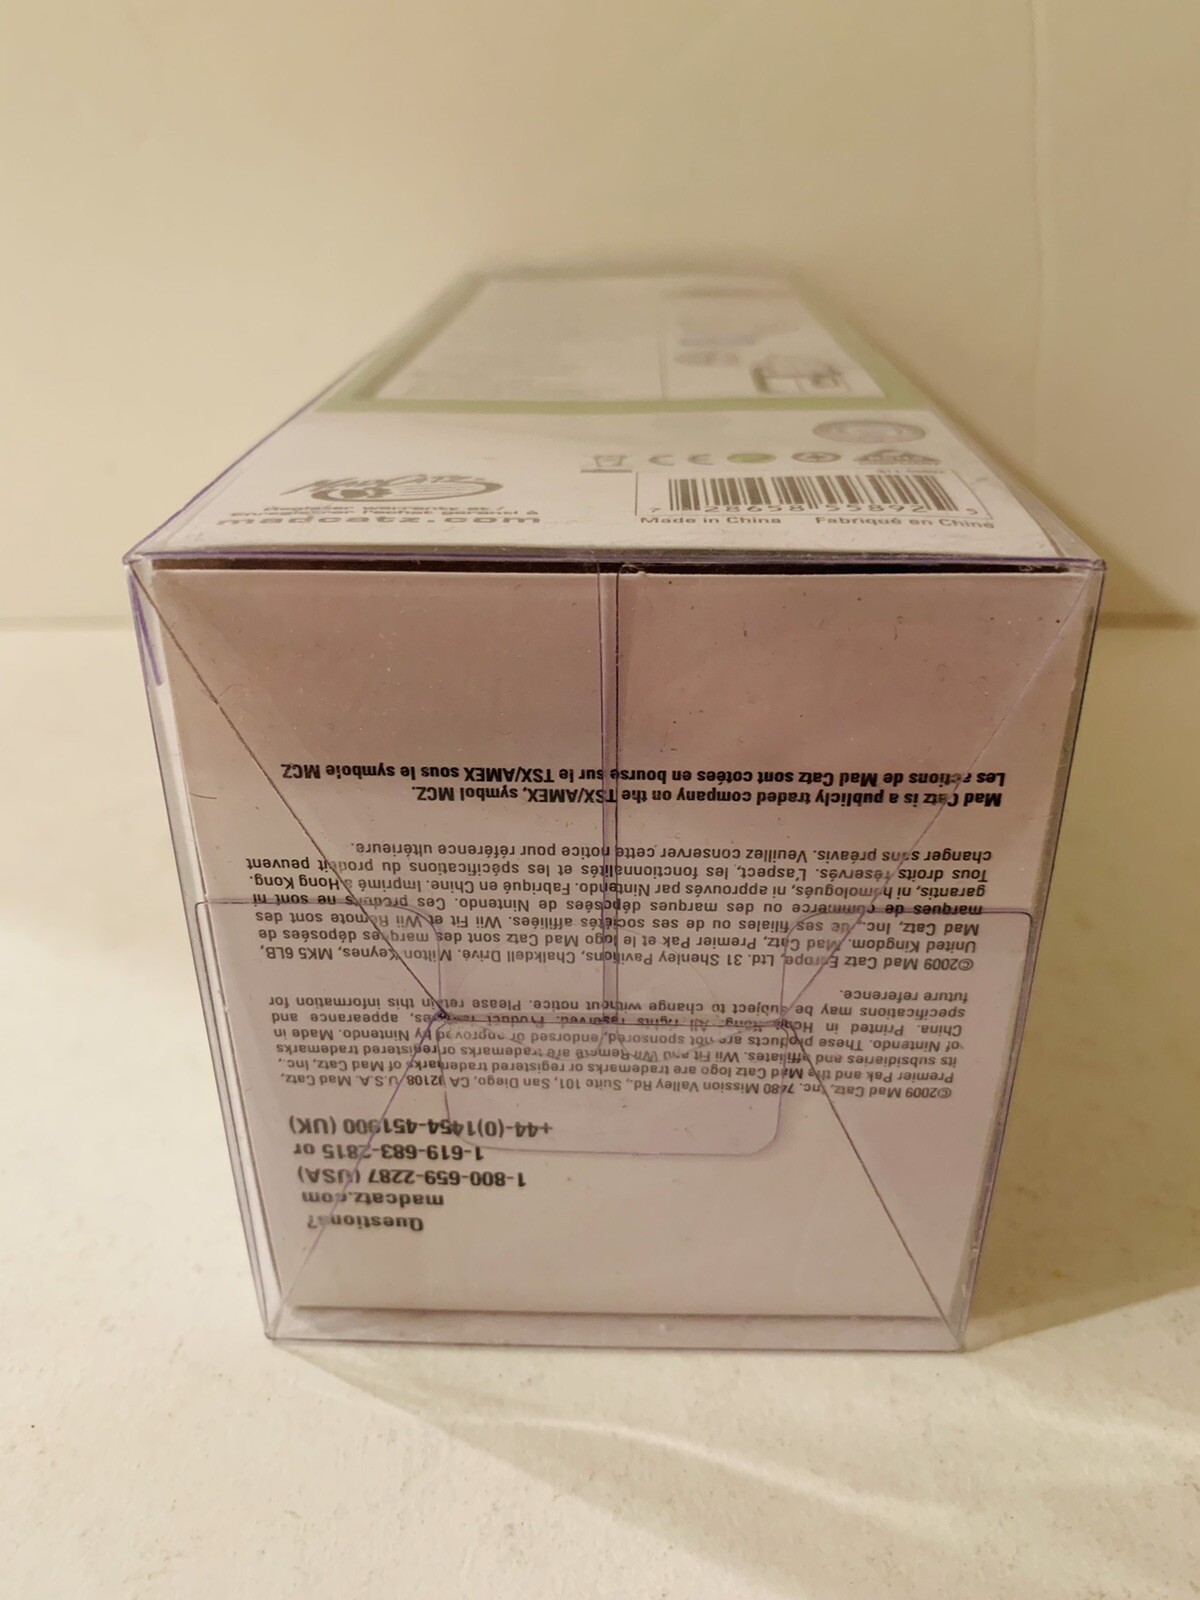 MAD CATZ
Register warranty at /
Enregistrer l'achat garanti à
madcatz.com
7 28658 55892 5
Made in China Fabriqué en Chine
Questions?
madcatz.com
1-800-659-2287 (USA)
1-619-683-2815 or
+44-(0)1454-451900 (UK)
©2009 Mad Catz, Inc. 7480 Mission Valley Rd., Suite 101, San Diego, CA 92108 U.S.A. Mad Catz,
Premier Pak and the Mad Catz logo are trademarks or registered trademarks of Mad Catz, Inc.,
its subsidiaries and affiliates. Wii Fit and Wii Remote are trademarks or registered trademarks
of Nintendo. These products are not sponsored, endorsed or approved by Nintendo. Made in
China. Printed in Hong Kong. All rights reserved. Product features, appearance and
specifications may be subject to change without notice. Please retain this information for
future reference.
©2009 Mad Catz Europe, Ltd. 31 Shenley Pavilions, Chalkdell Drive. Milton Keynes, MK5 6LB,
United Kingdom. Mad Catz, Premier Pak et le logo Mad Catz sont des marques déposées de
Mad Catz, Inc., de ses filiales ou de ses sociétés affiliées. Wii Fit et Wii Remote sont des
marques de commerce ou des marques déposées de Nintendo. Ces produits ne sont ni
garantis, ni homologués, ni approuvés par Nintendo. Fabriqué en Chine. Imprimé à Hong Kong.
Tous droits réservés. L'aspect, les fonctionnalités et les spécifications du produit peuvent
changer sans préavis. Veuillez conserver cette notice pour référence ultérieure.
Mad Catz is a publicly traded company on the TSX/AMEX, symbol MCZ.
Les actions de Mad Catz sont cotées en bourse sur le TSX/AMEX sous le symbole MCZ